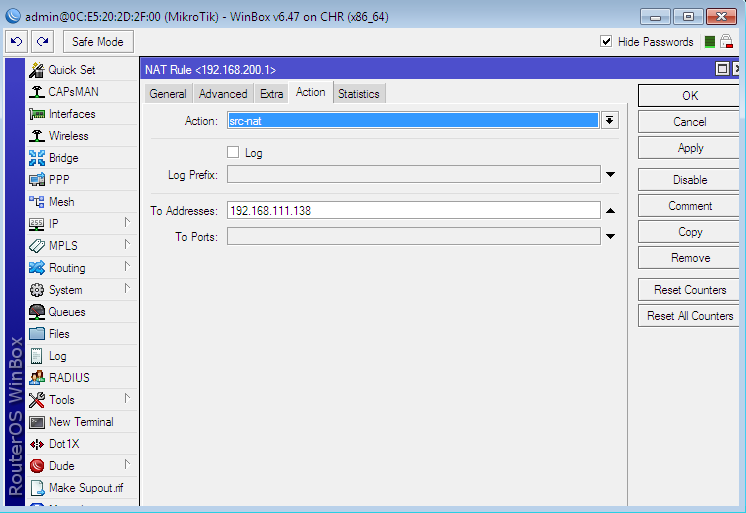 admin@0C:E5:20:2D:2F:00 (MikroTik) - WinBox v6.47 on CHR (x86_64)
Safe Mode
Hide Passwords
RouterOS WinBox
Quick Set
CAPsMAN
Interfaces
Wireless
Bridge
PPP
Mesh
IP
MPLS
Routing
System
Queues
Files
Log
RADIUS
Tools
New Terminal
Dot1X
Dude
Make Supout.rif
NAT Rule <192.168.200.1>
General Advanced Extra Action Statistics
Action: src-nat
Log
Log Prefix:
To Addresses: 192.168.111.138
To Ports:
OK
Cancel
Apply
Disable
Comment
Copy
Remove
Reset Counters
Reset All Counters